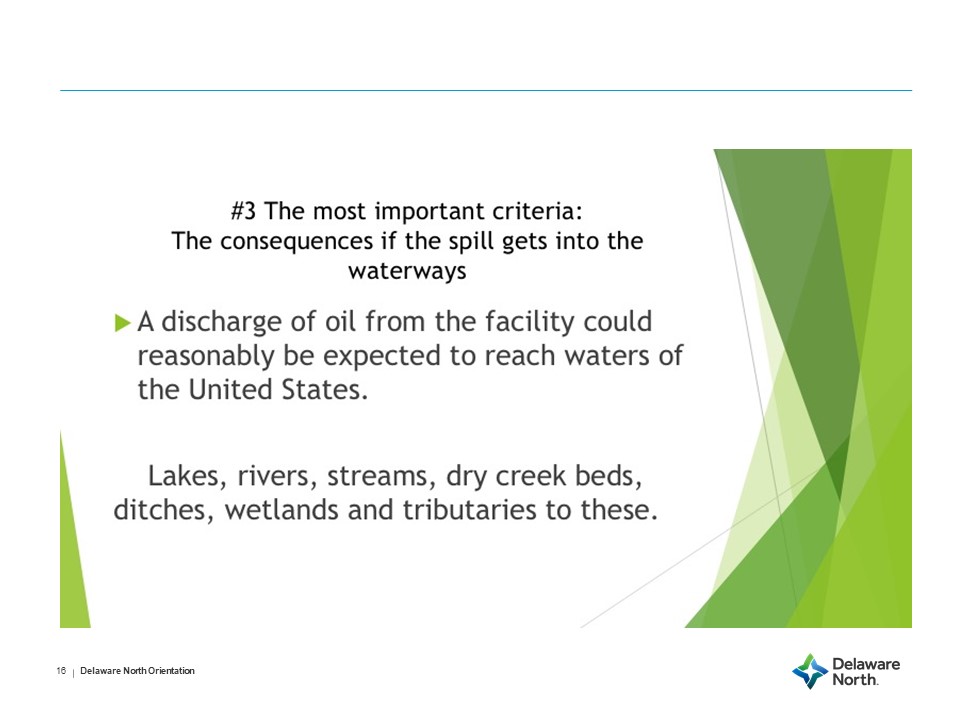 #3 The most important criteria:
The consequences if the spill gets into the
waterways
A discharge of oil from the facility could
reasonably be expected to reach waters of
the United States.
Lakes, rivers, streams, dry creek beds,
ditches, wetlands and tributaries to these.
16 | Delaware North Orientation
Delaware
North.